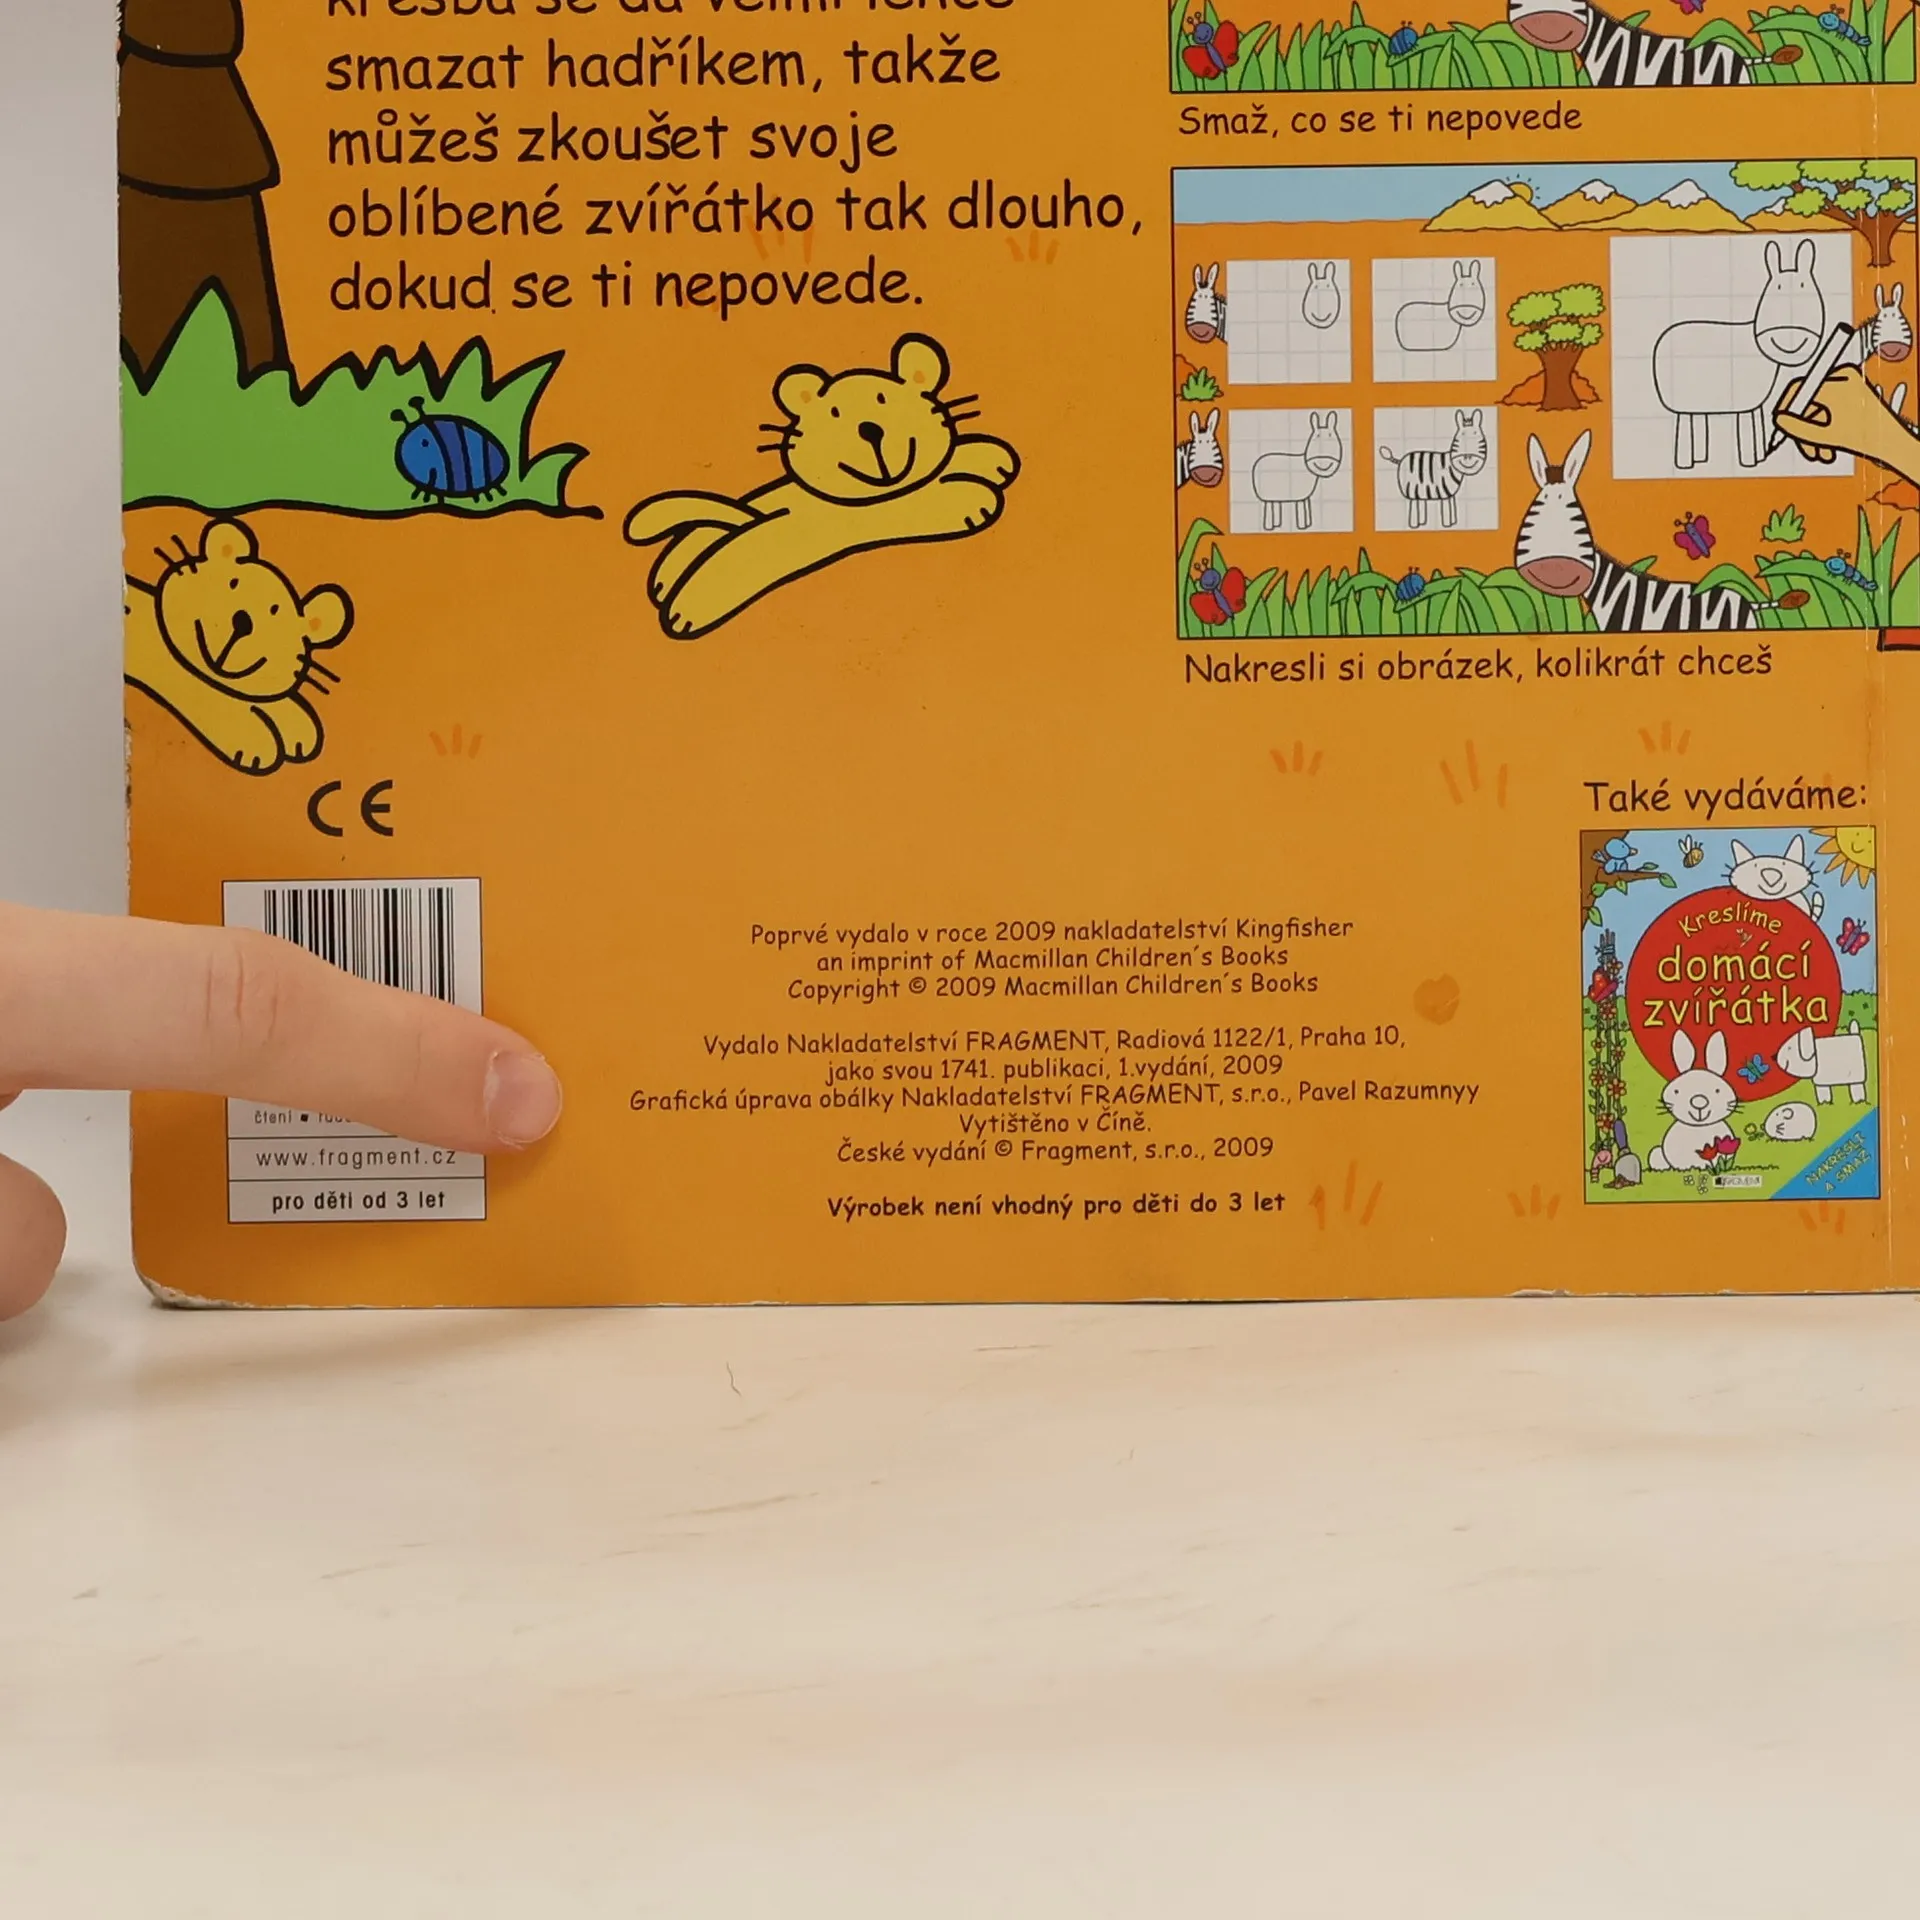 smazat hadříkem, takže
můžeš zkoušet svoje
oblíbené zvířátko tak dlouho,
dokud se ti nepovede.
Smaž, co se ti nepovede
Nakresli si obrázek, kolikrát chceš
CE
Také vydáváme:
Kreslíme
domácí
zvířátka
NAKRESLI
A SMAŽ
FRAGMENT
Poprvé vydalo v roce 2009 nakladatelství Kingfisher
an imprint of Macmillan Children´s Books
Copyright © 2009 Macmillan Children´s Books
Vydalo Nakladatelství FRAGMENT, Radiová 1122/1, Praha 10,
jako svou 1741. publikaci, 1.vydání, 2009
Grafická úprava obálky Nakladatelství FRAGMENT, s.r.o., Pavel Razumnyy
Vytištěno v Číně.
České vydání © Fragment, s.r.o., 2009
Výrobek není vhodný pro děti do 3 let
čtení ▪
www.fragment.cz
pro děti od 3 let